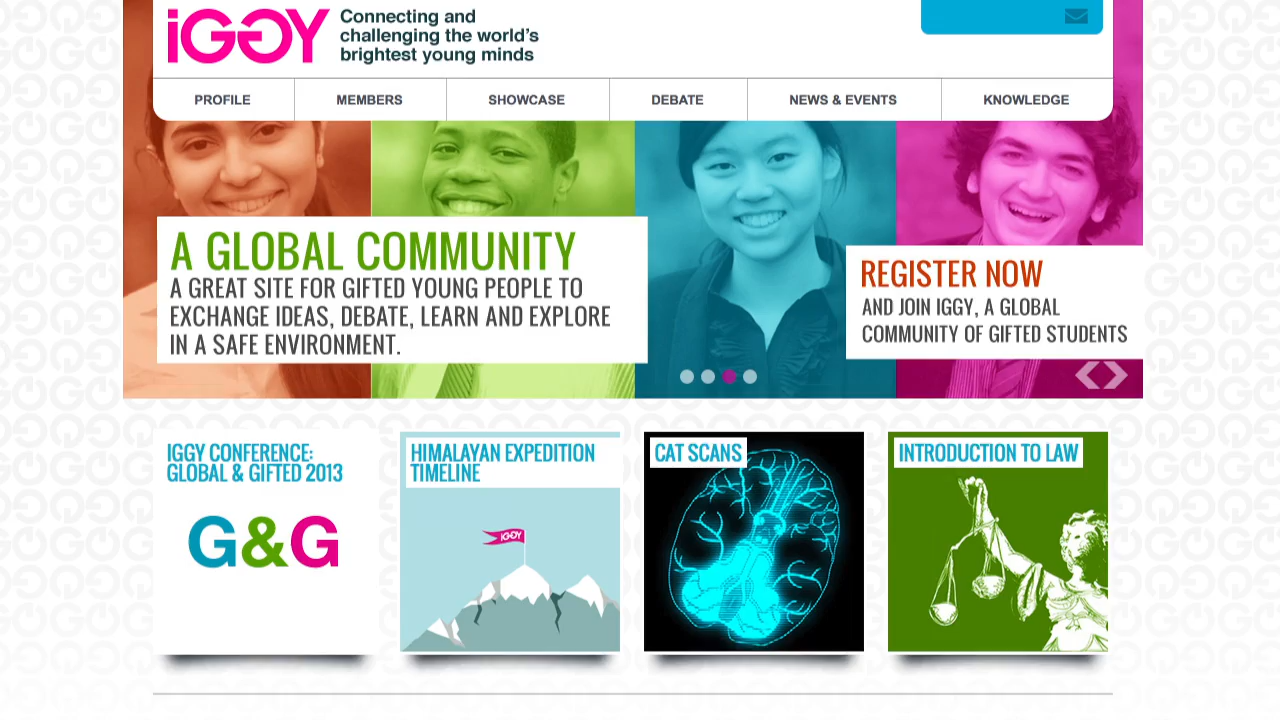 iGGY
Connecting and
challenging the world's
brightest young minds
PROFILE
MEMBERS
SHOWCASE
DEBATE
NEWS & EVENTS
KNOWLEDGE
A GLOBAL COMMUNITY
A GREAT SITE FOR GIFTED YOUNG PEOPLE TO
EXCHANGE IDEAS, DEBATE, LEARN AND EXPLORE
IN A SAFE ENVIRONMENT.
REGISTER NOW
AND JOIN IGGY, A GLOBAL
COMMUNITY OF GIFTED STUDENTS
IGGY CONFERENCE:
GLOBAL & GIFTED 2013
G&G
HIMALAYAN EXPEDITION
TIMELINE
iGGY
CAT SCANS
INTRODUCTION TO LAW